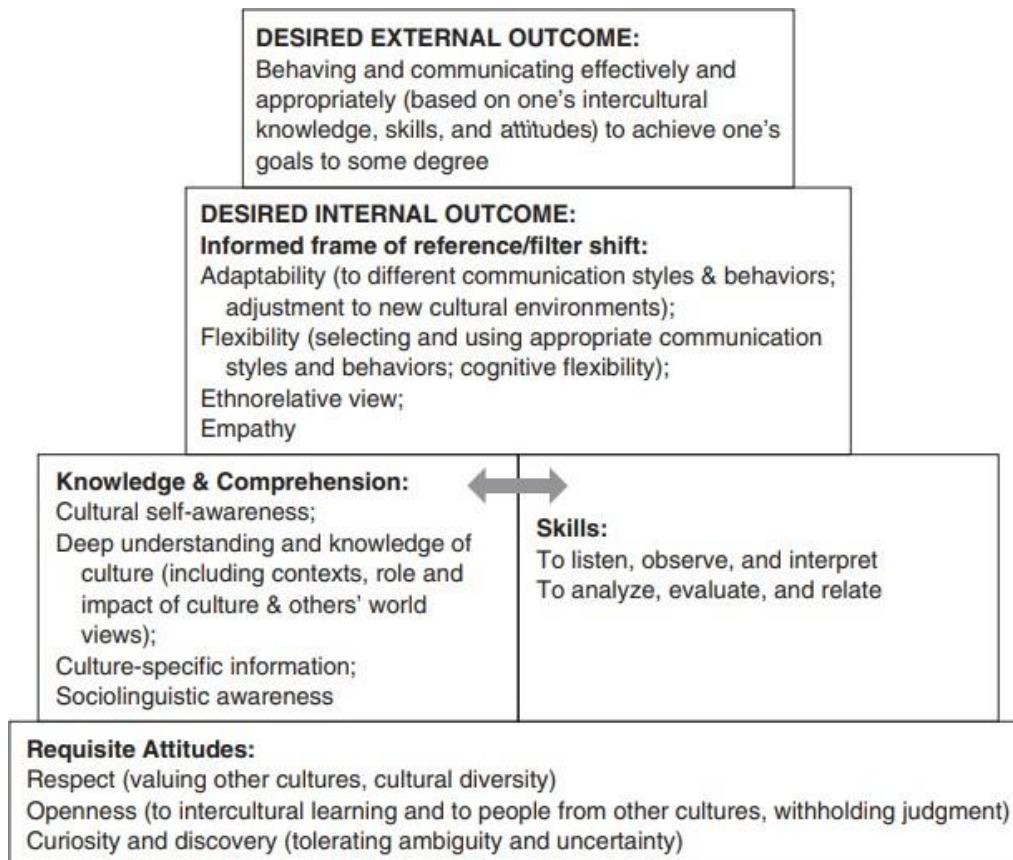 DESIRED EXTERNAL OUTCOME:
Behaving and communicating effectively and
appropriately (based on one's intercultural
knowledge, skills, and attitudes) to achieve one's
goals to some degree
DESIRED INTERNAL OUTCOME:
Informed frame of reference/filter shift:
Adaptability (to different communication styles & behaviors;
adjustment to new cultural environments);
Flexibility (selecting and using appropriate communication
styles and behaviors; cognitive flexibility);
Ethnorelative view;
Empathy
Knowledge & Comprehension:
Cultural self-awareness;
Deep understanding and knowledge of
culture (including contexts, role and
impact of culture & others' world
views);
Culture-specific information;
Sociolinguistic awareness
Skills:
To listen, observe, and interpret
To analyze, evaluate, and relate
Requisite Attitudes:
Respect (valuing other cultures, cultural diversity)
Openness (to intercultural learning and to people from other cultures, withholding judgment)
Curiosity and discovery (tolerating ambiguity and uncertainty)